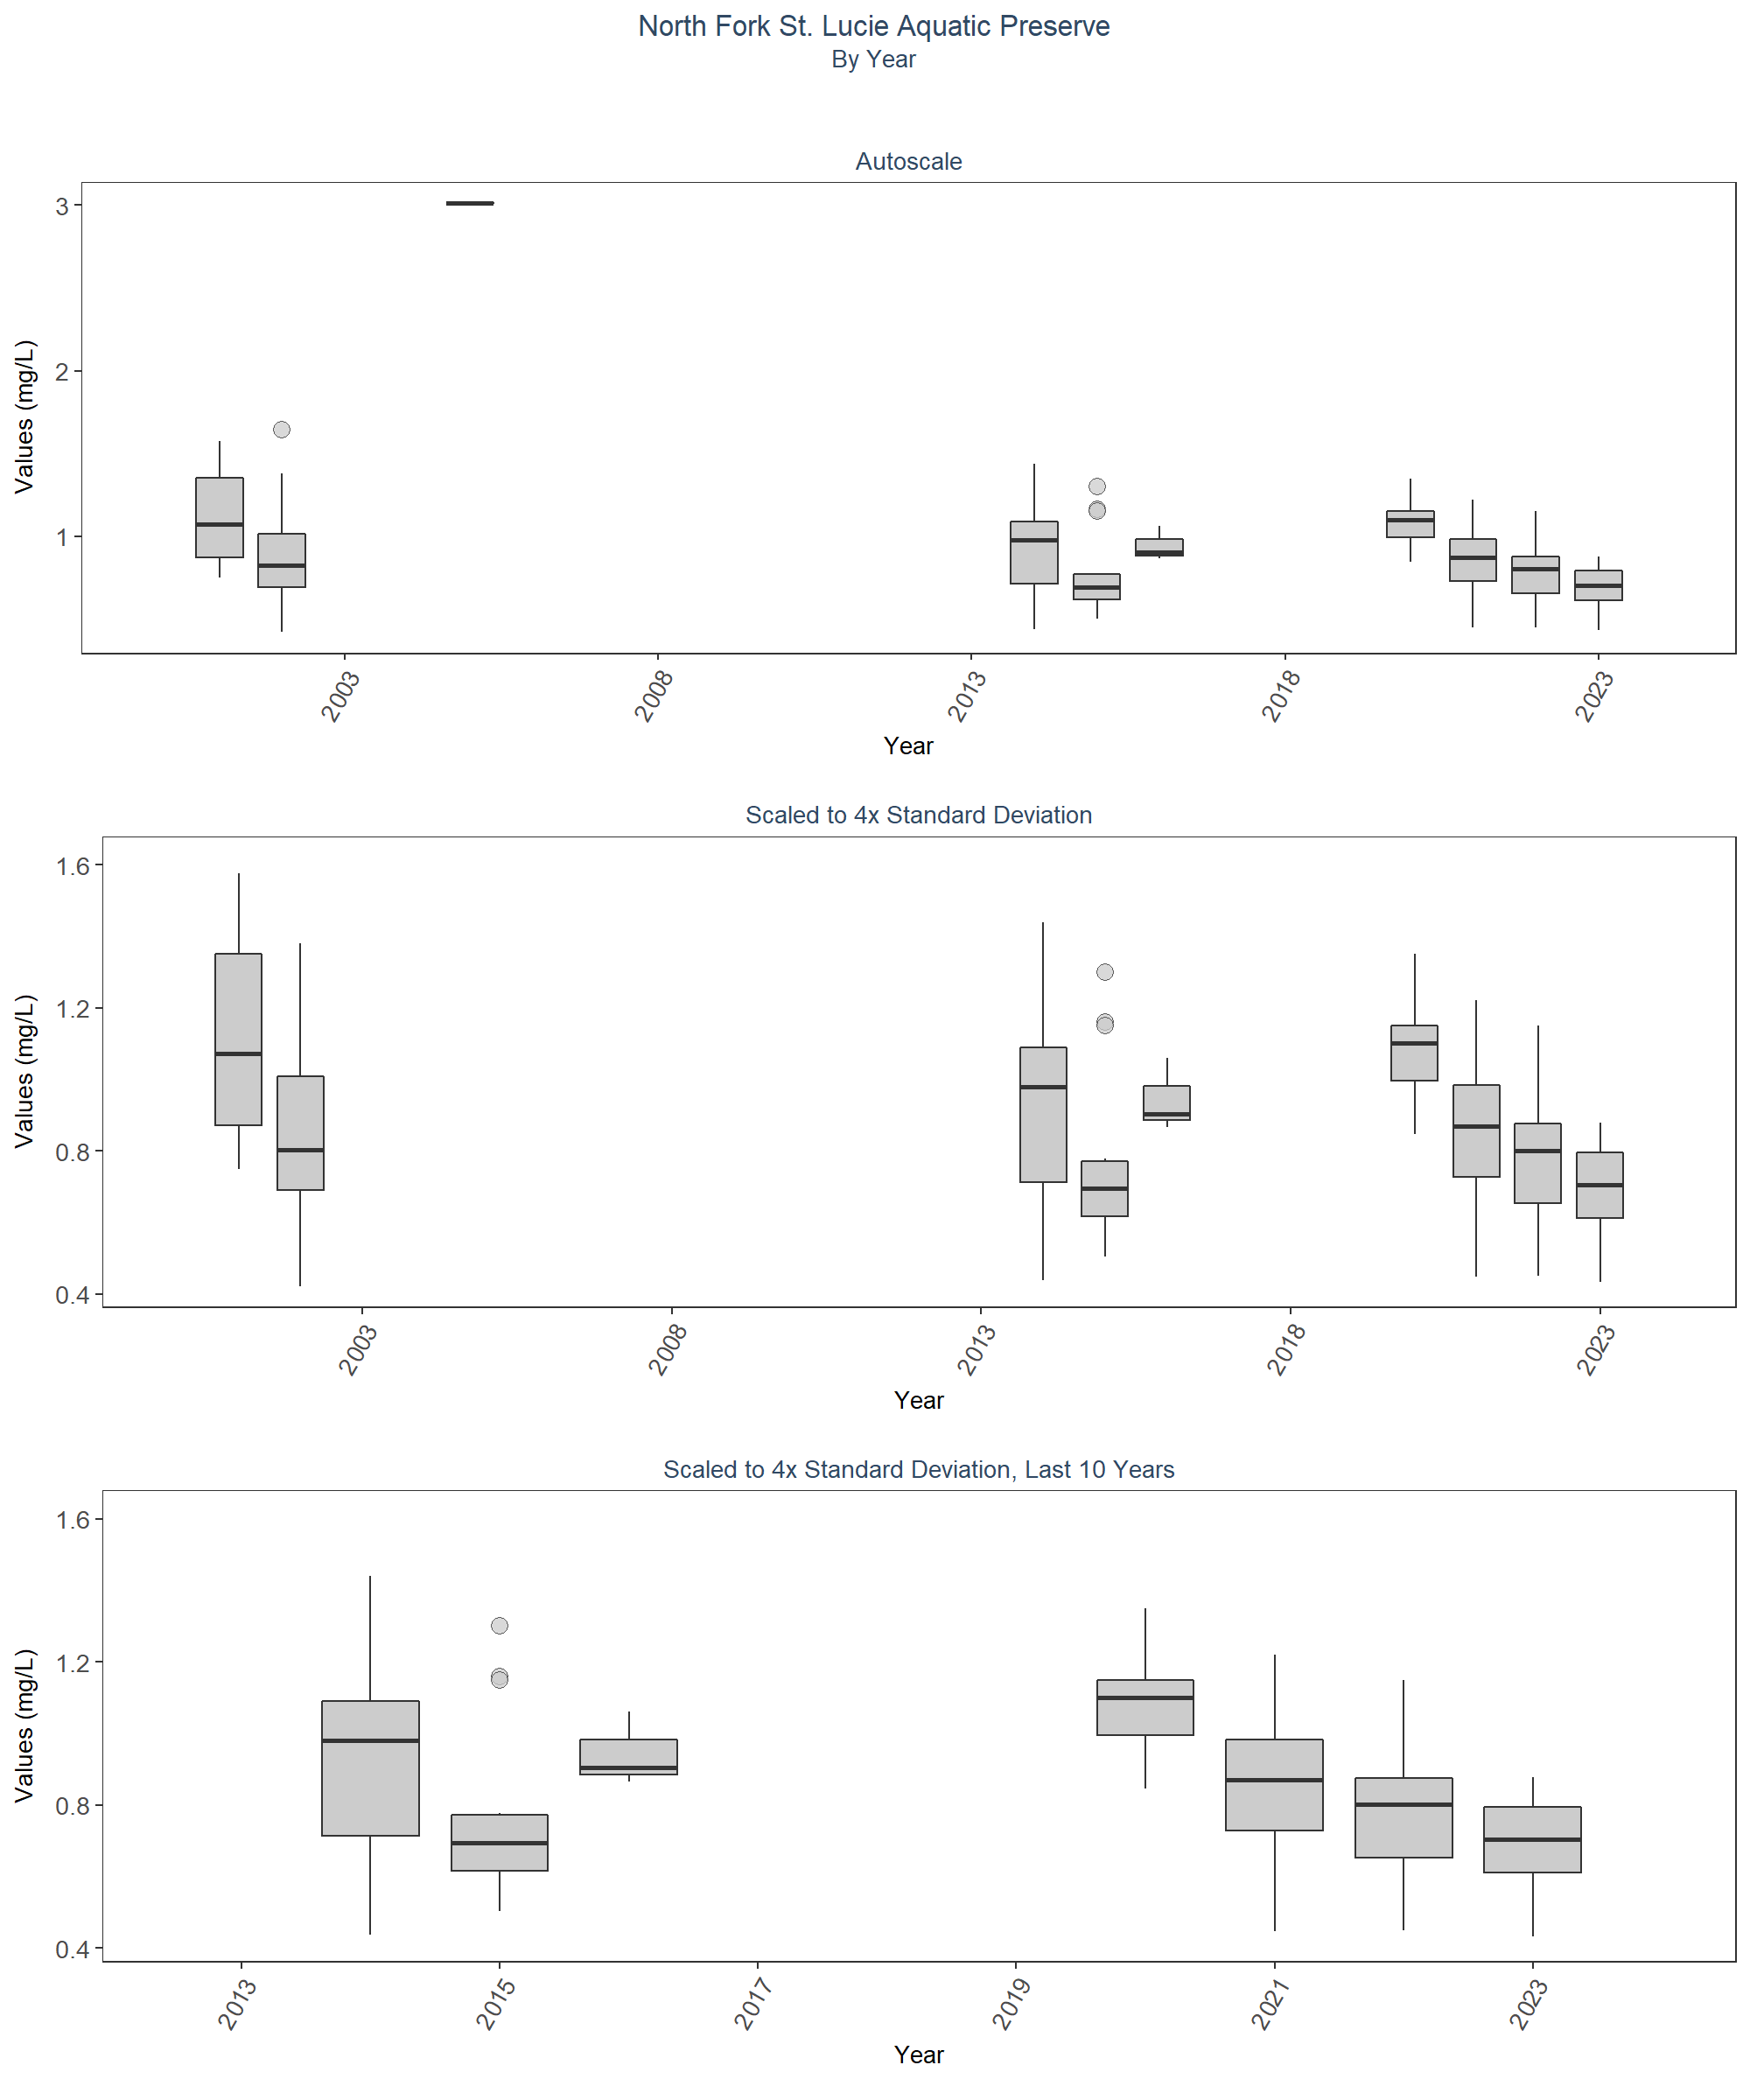 North Fork St. Lucie Aquatic Preserve
By Year
Autoscale
Values (mg/L)
3
2
1
2003
2008
2013
2018
2023
Year
Scaled to 4x Standard Deviation
Values (mg/L)
1.6
1.2
0.8
0.4
2003
2008
2013
2018
2023
Year
Scaled to 4x Standard Deviation, Last 10 Years
Values (mg/L)
1.6
1.2
0.8
0.4
2013
2015
2017
2019
2021
2023
Year